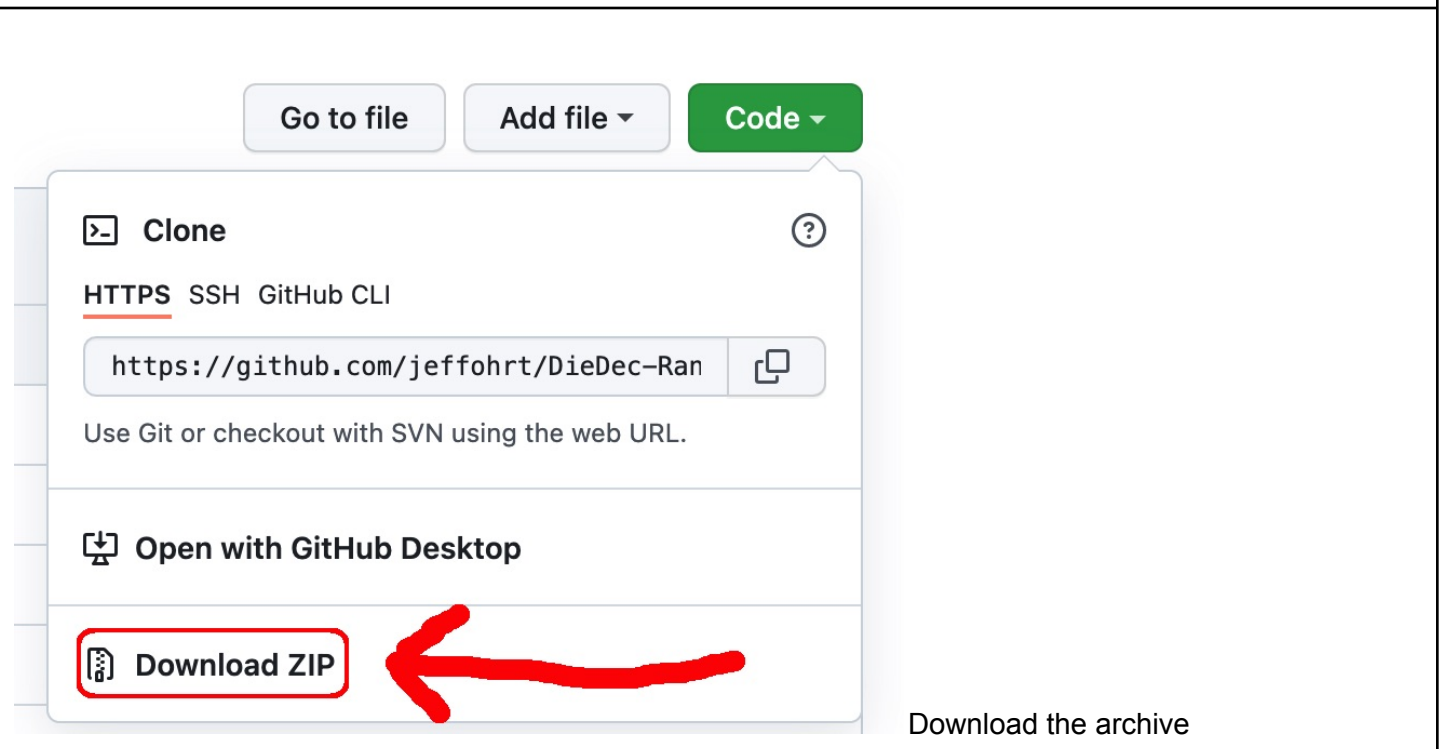 Go to file Add file Code
Clone
HTTPS SSH GitHub CLI
https://github.com/jeffohrt/DieDec-Ran
Use Git or checkout with SVN using the web URL.
Open with GitHub Desktop
Download ZIP
Download the archive